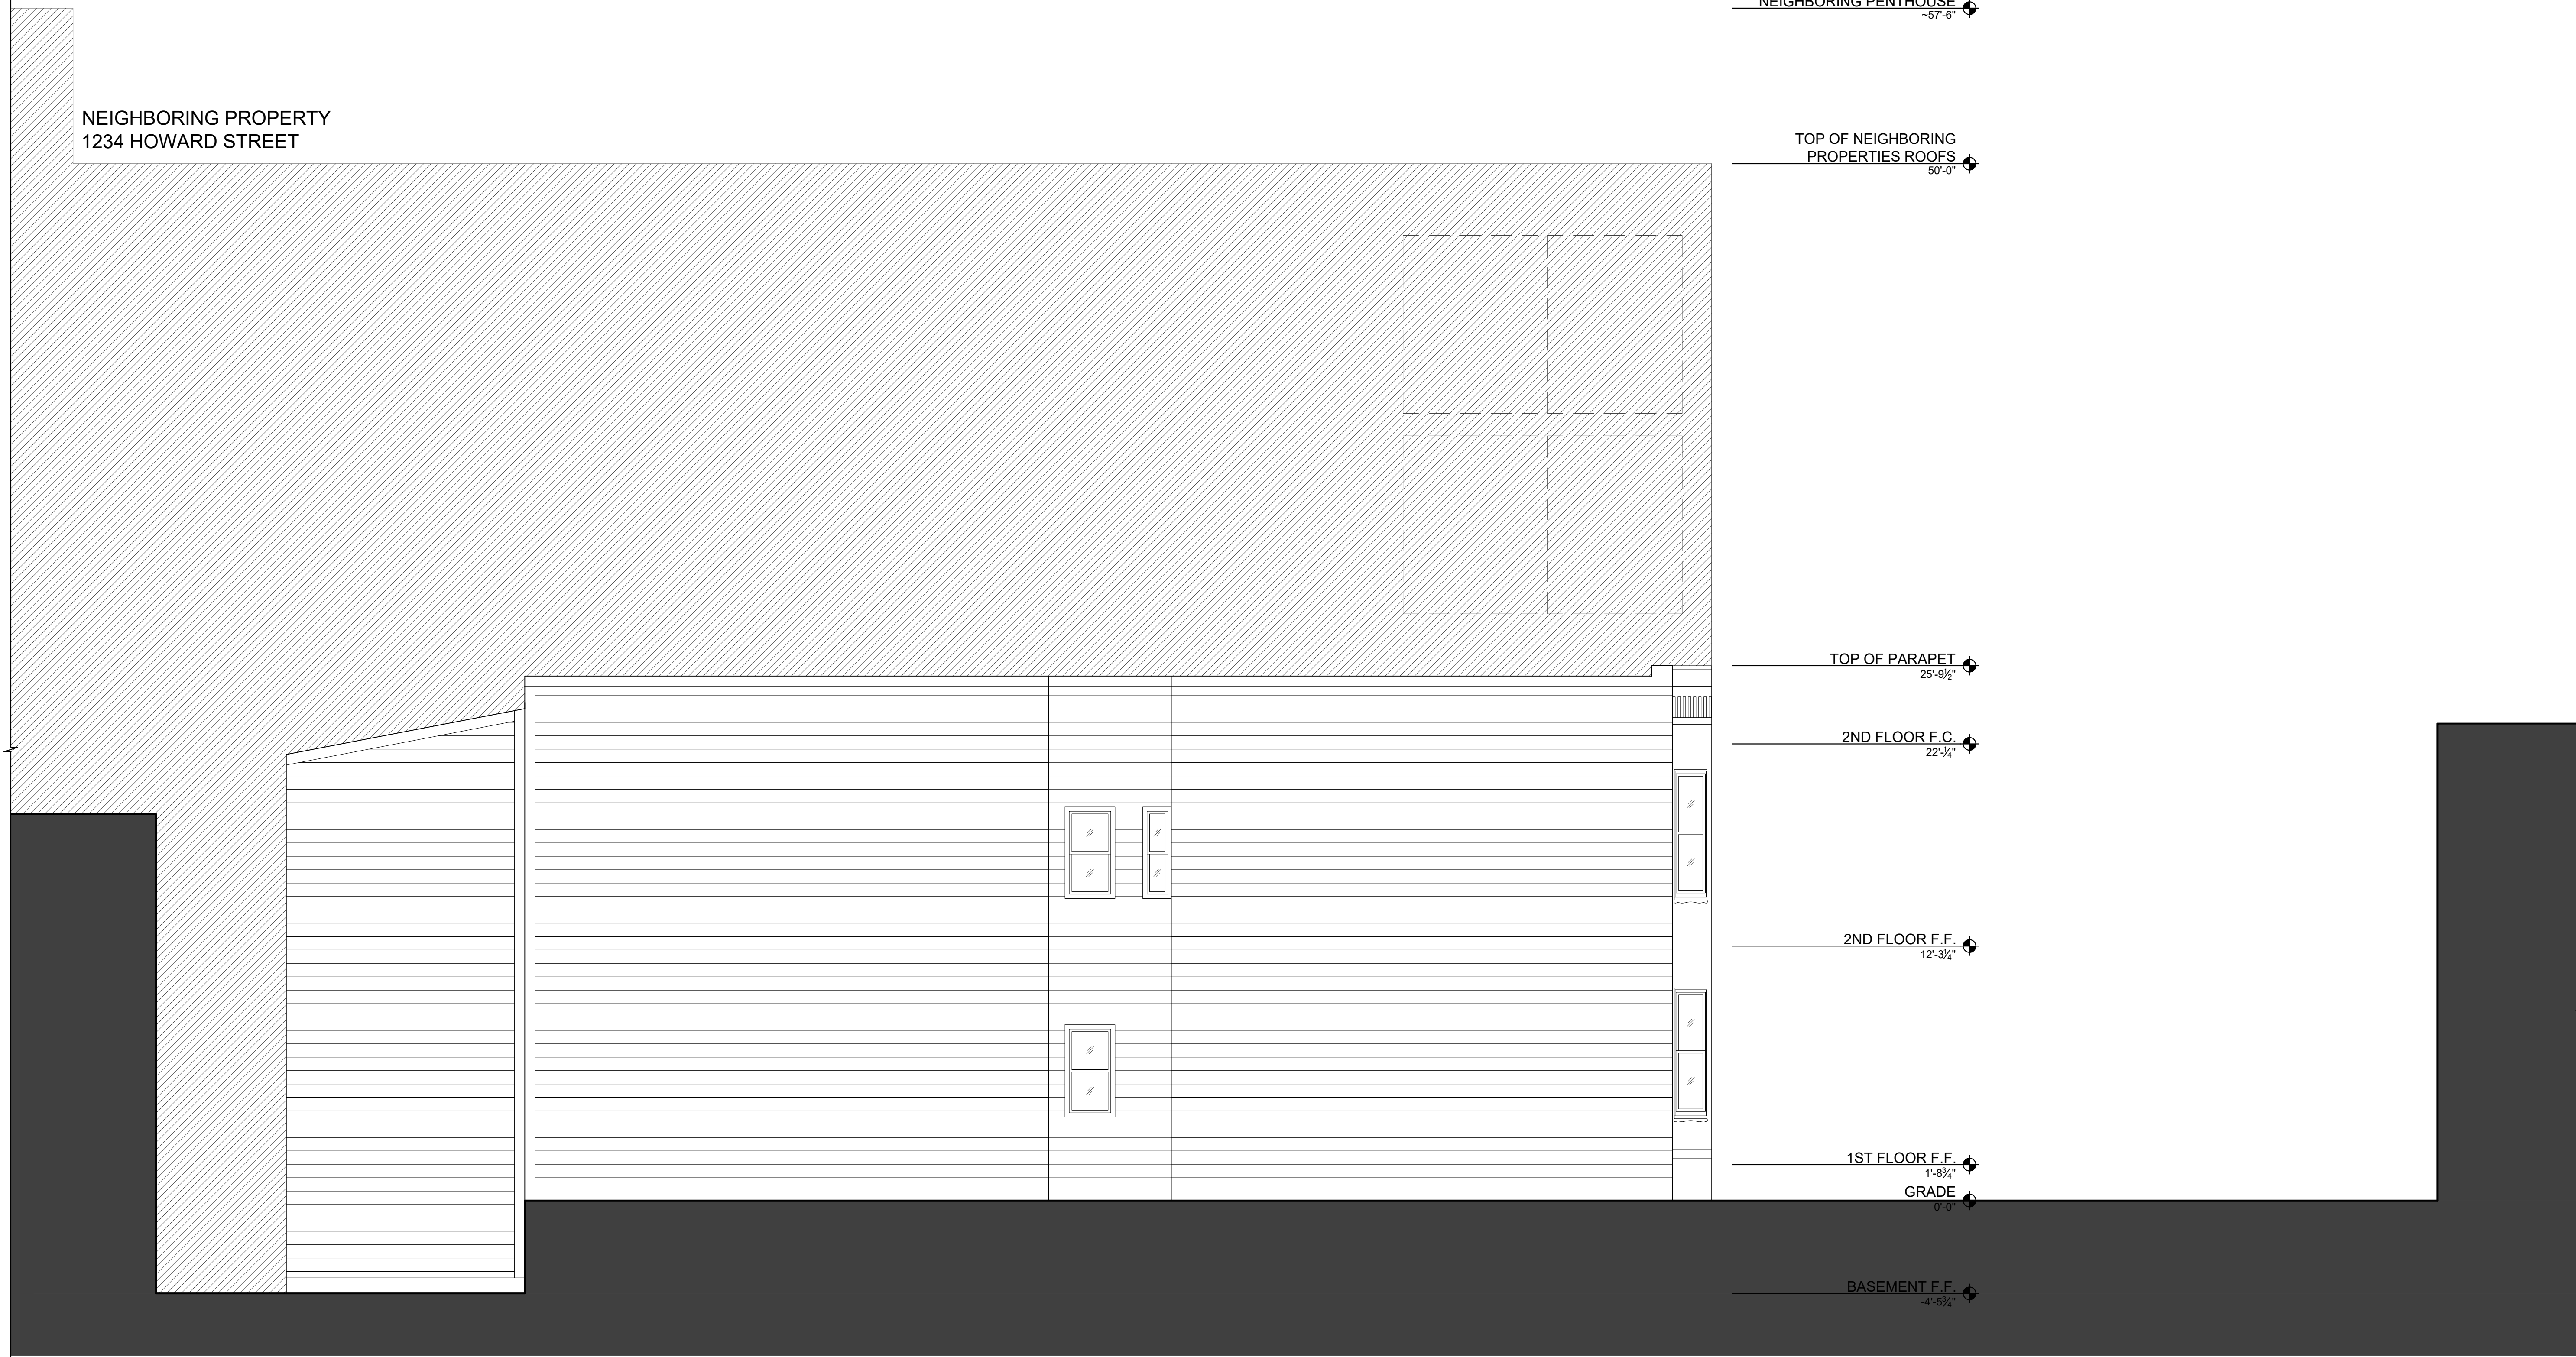 NEIGHBORING PENTHOUSE
~57'-6"
NEIGHBORING PROPERTY
1234 HOWARD STREET
TOP OF NEIGHBORING
PROPERTIES ROOFS
50'-0"
TOP OF PARAPET
25'-9½"
2ND FLOOR F.C.
22'-¼"
2ND FLOOR F.F.
12'-3¼"
1ST FLOOR F.F.
1'-8¾"
GRADE
0'-0"
BASEMENT F.F.
-4'-5¾"